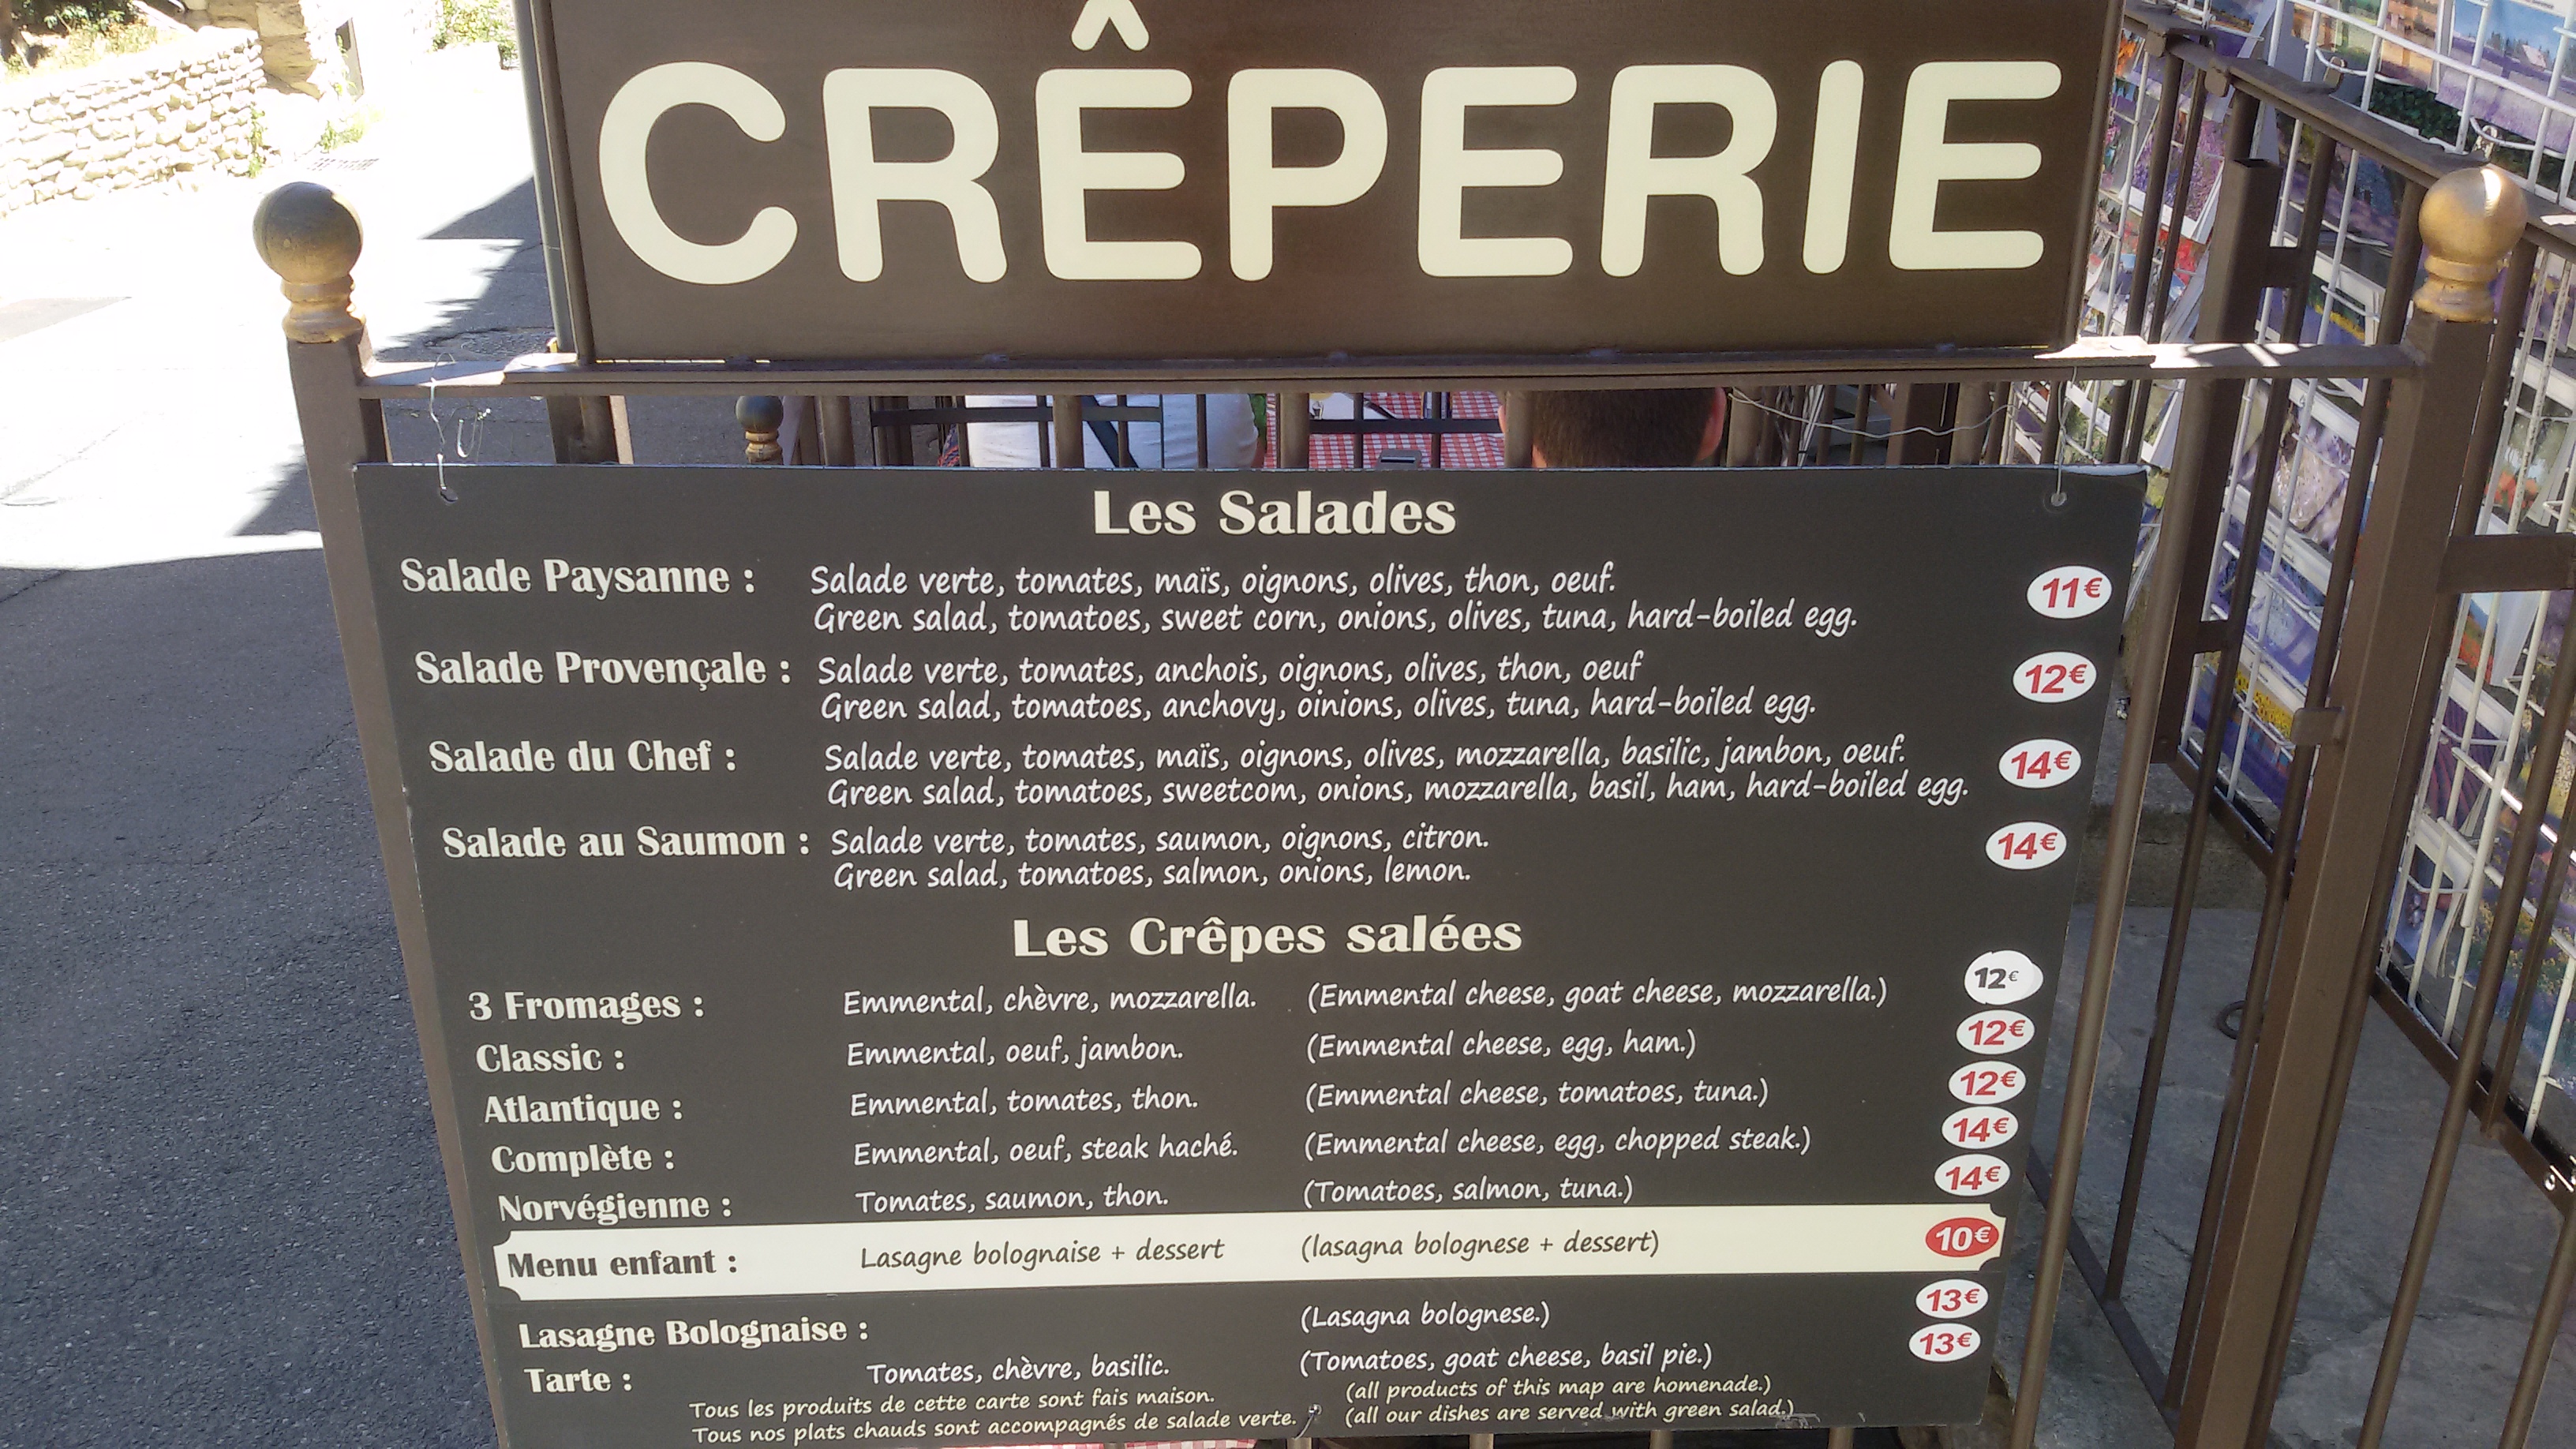 CRÊPERIE
Les Salades
Salade Paysanne : Salade verte, tomates, maïs, oignons, olives, thon, oeuf. 11€
Green salad, tomatoes, sweet corn, onions, olives, tuna, hard-boiled egg.
Salade Provençale : Salade verte, tomates, anchois, oignons, olives, thon, oeuf 12€
Green salad, tomatoes, anchovy, oinions, olives, tuna, hard-boiled egg.
Salade du Chef : Salade verte, tomates, maïs, oignons, olives, mozzarella, basilic, jambon, oeuf. 14€
Green salad, tomatoes, sweetcom, onions, mozzarella, basil, ham, hard-boiled egg.
Salade au Saumon : Salade verte, tomates, saumon, oignons, citron. 14€
Green salad, tomatoes, salmon, onions, lemon.
Les Crêpes salées
3 Fromages : Emmental, chèvre, mozzarella. (Emmental cheese, goat cheese, mozzarella.) 12€
Classic : Emmental, oeuf, jambon. (Emmental cheese, egg, ham.) 12€
Atlantique : Emmental, tomates, thon. (Emmental cheese, tomatoes, tuna.) 12€
Complète : Emmental, oeuf, steak haché. (Emmental cheese, egg, chopped steak.) 14€
Norvégienne : Tomates, saumon, thon. (Tomatoes, salmon, tuna.) 14€
Menu enfant : Lasagne bolognaise + dessert (lasagna bolognese + dessert) 10€
Lasagne Bolognaise : (Lasagna bolognese.) 13€
Tarte : Tomates, chèvre, basilic. (Tomatoes, goat cheese, basil pie.) 13€
Tous les produits de cette carte sont fais maison. (all products of this map are homenade.)
Tous nos plats chauds sont accompagnés de salade verte. (all our dishes are served with green salad.)